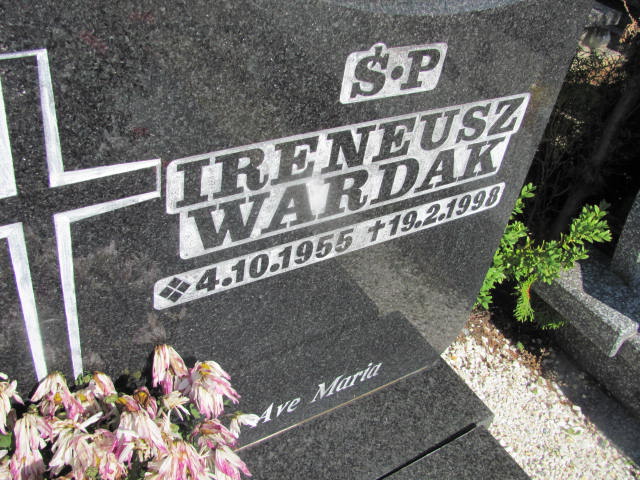 Ś.P
IRENEUSZ
WARDAK
4.10.1955 †19.2.1998
Ave Maria